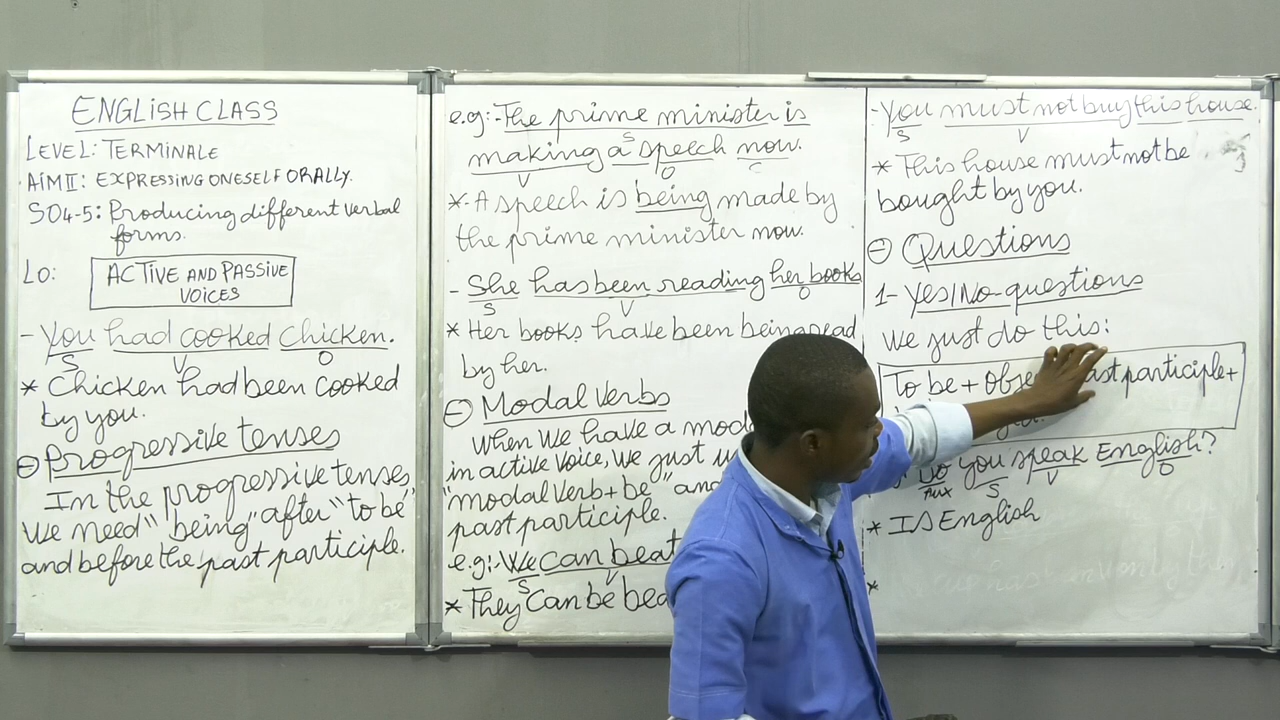 ENGLISH CLASS
LEVEL: TERMINALE
AIM II: EXPRESSING ONESELF ORALLY.
SO4-5: Producing different verbal
forms.
LO: ACTIVE AND PASSIVE
VOICES
- You had cooked chicken.
S V O
* Chicken had been cooked
by you.
⊖ Progressive tenses
In the progressive tenses,
we need "being" after "to be"
and before the past participle.
e.g:- The prime minister is
S
making a speech now.
V O C
*- A speech is being made by
the prime minister now.
- She has been reading her books
S V O
* Her books have been being read
by her.
⊖ Modal verbs
When we have a
in active voice, we just
"modal verb + be" and
past participle.
e.g:- We can beat
S V
* They can be
- You must not buy this house.
S V
* This house must not be
bought by you.
⊖ Questions
1- Yes/No-questions
We just do this:
To be + past participle +
Do you speak English?
Aux S V O
* Is English
*